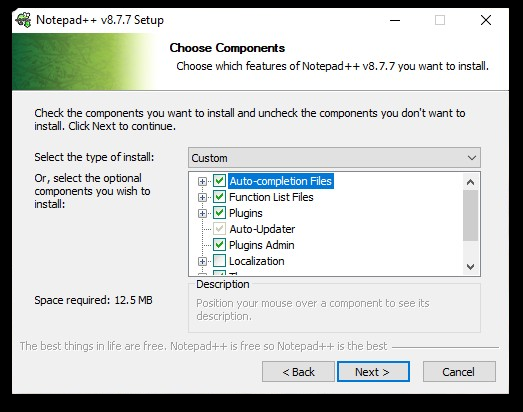 Notepad++ v8.7.7 Setup
Choose Components
Choose which features of Notepad++ v8.7.7 you want to install.
Check the components you want to install and uncheck the components you don't want to
install. Click Next to continue.
Select the type of install:
Custom
Or, select the optional
components you wish to
install:
Auto-completion Files
Function List Files
Plugins
Auto-Updater
Plugins Admin
Localization
Space required: 12.5 MB
Description
Position your mouse over a component to see its
description.
The best things in life are free. Notepad++ is free so Notepad++ is the best
< Back
Next >
Cancel